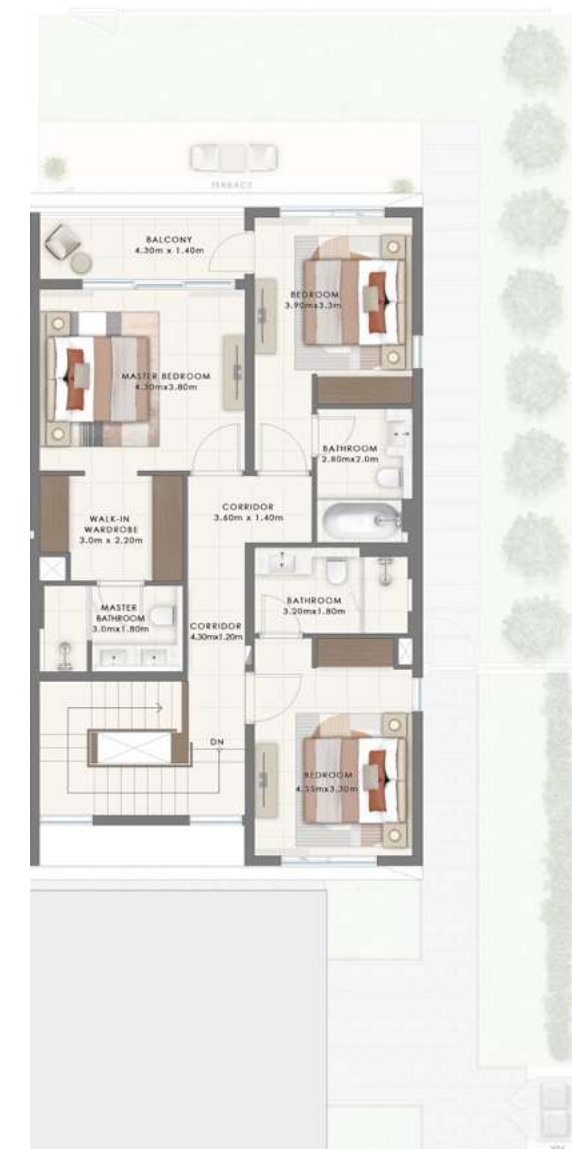 TERRACE
BALCONY
4.30m x 1.40m
BEDROOM
3.90mx3.3m
MASTER BEDROOM
4.30mx3.80m
BATHROOM
2.80mx2.0m
WALK-IN
WARDROBE
3.0m x 2.20m
CORRIDOR
3.60m x 1.40m
MASTER
BATHROOM
3.0mx1.80m
BATHROOM
3.20mx1.80m
CORRIDOR
4.30mx1.20m
DN
BEDROOM
4.55mx3.30m